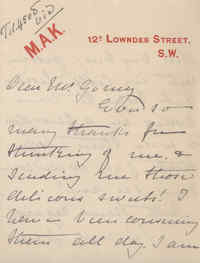 M.A.K.
12a LOWNDES STREET,
S.W.
Dear Mr
Ever so
many thanks for
thinking of me, &
sending me those
delicious sweets! I
have been consuming
them all day. I am